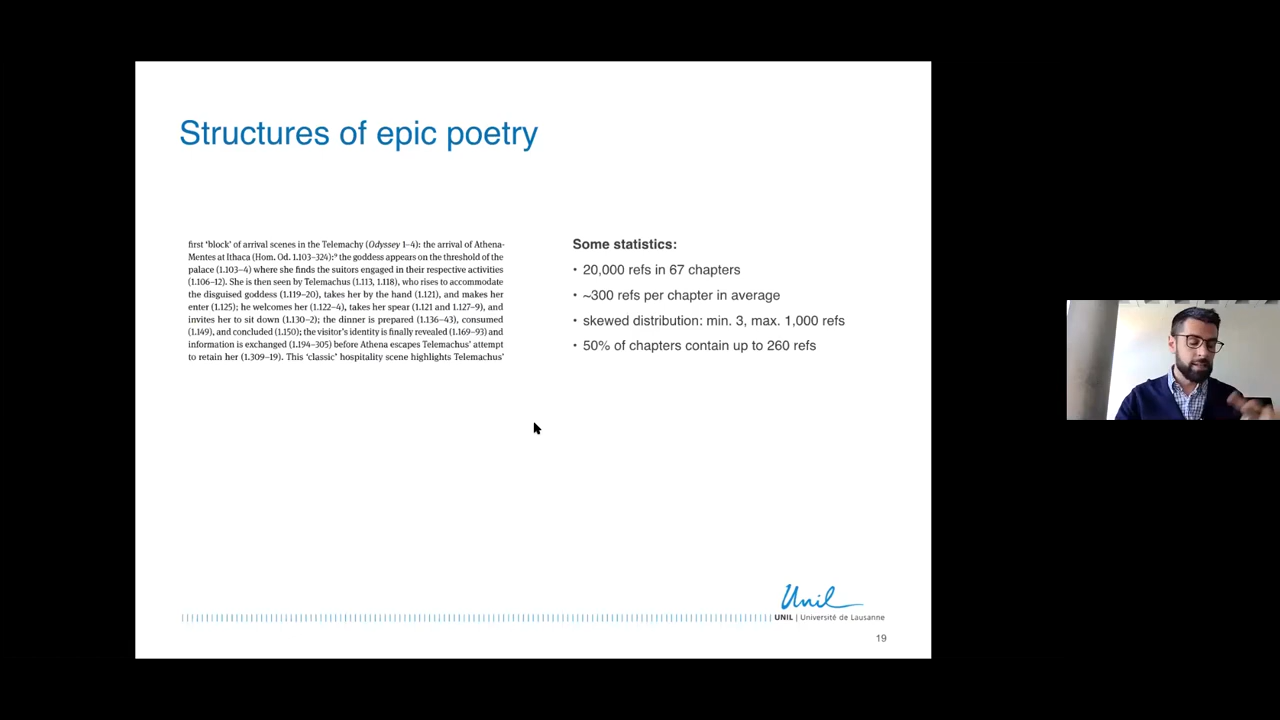 Structures of epic poetry
first ‘block’ of arrival scenes in the Telemachy (Odyssey 1–4): the arrival of Athena-
Mentes at Ithaca (Hom. Od. 1.103–324):⁹ the goddess appears on the threshold of the
palace (1.103–4) where she finds the suitors engaged in their respective activities
(1.106–12). She is then seen by Telemachus (1.113, 1.118), who rises to accommodate
the disguised goddess (1.119–20), takes her by the hand (1.121), and makes her
enter (1.125); he welcomes her (1.122–4), takes her spear (1.121 and 1.127–9), and
invites her to sit down (1.130–2); the dinner is prepared (1.136–43), consumed
(1.149), and concluded (1.150); the visitor’s identity is finally revealed (1.169–93) and
information is exchanged (1.194–305) before Athena escapes Telemachus’ attempt
to retain her (1.309–19). This ‘classic’ hospitality scene highlights Telemachus’
Some statistics:
• 20,000 refs in 67 chapters
• ~300 refs per chapter in average
• skewed distribution: min. 3, max. 1,000 refs
• 50% of chapters contain up to 260 refs
Unil
UNIL | Université de Lausanne
19